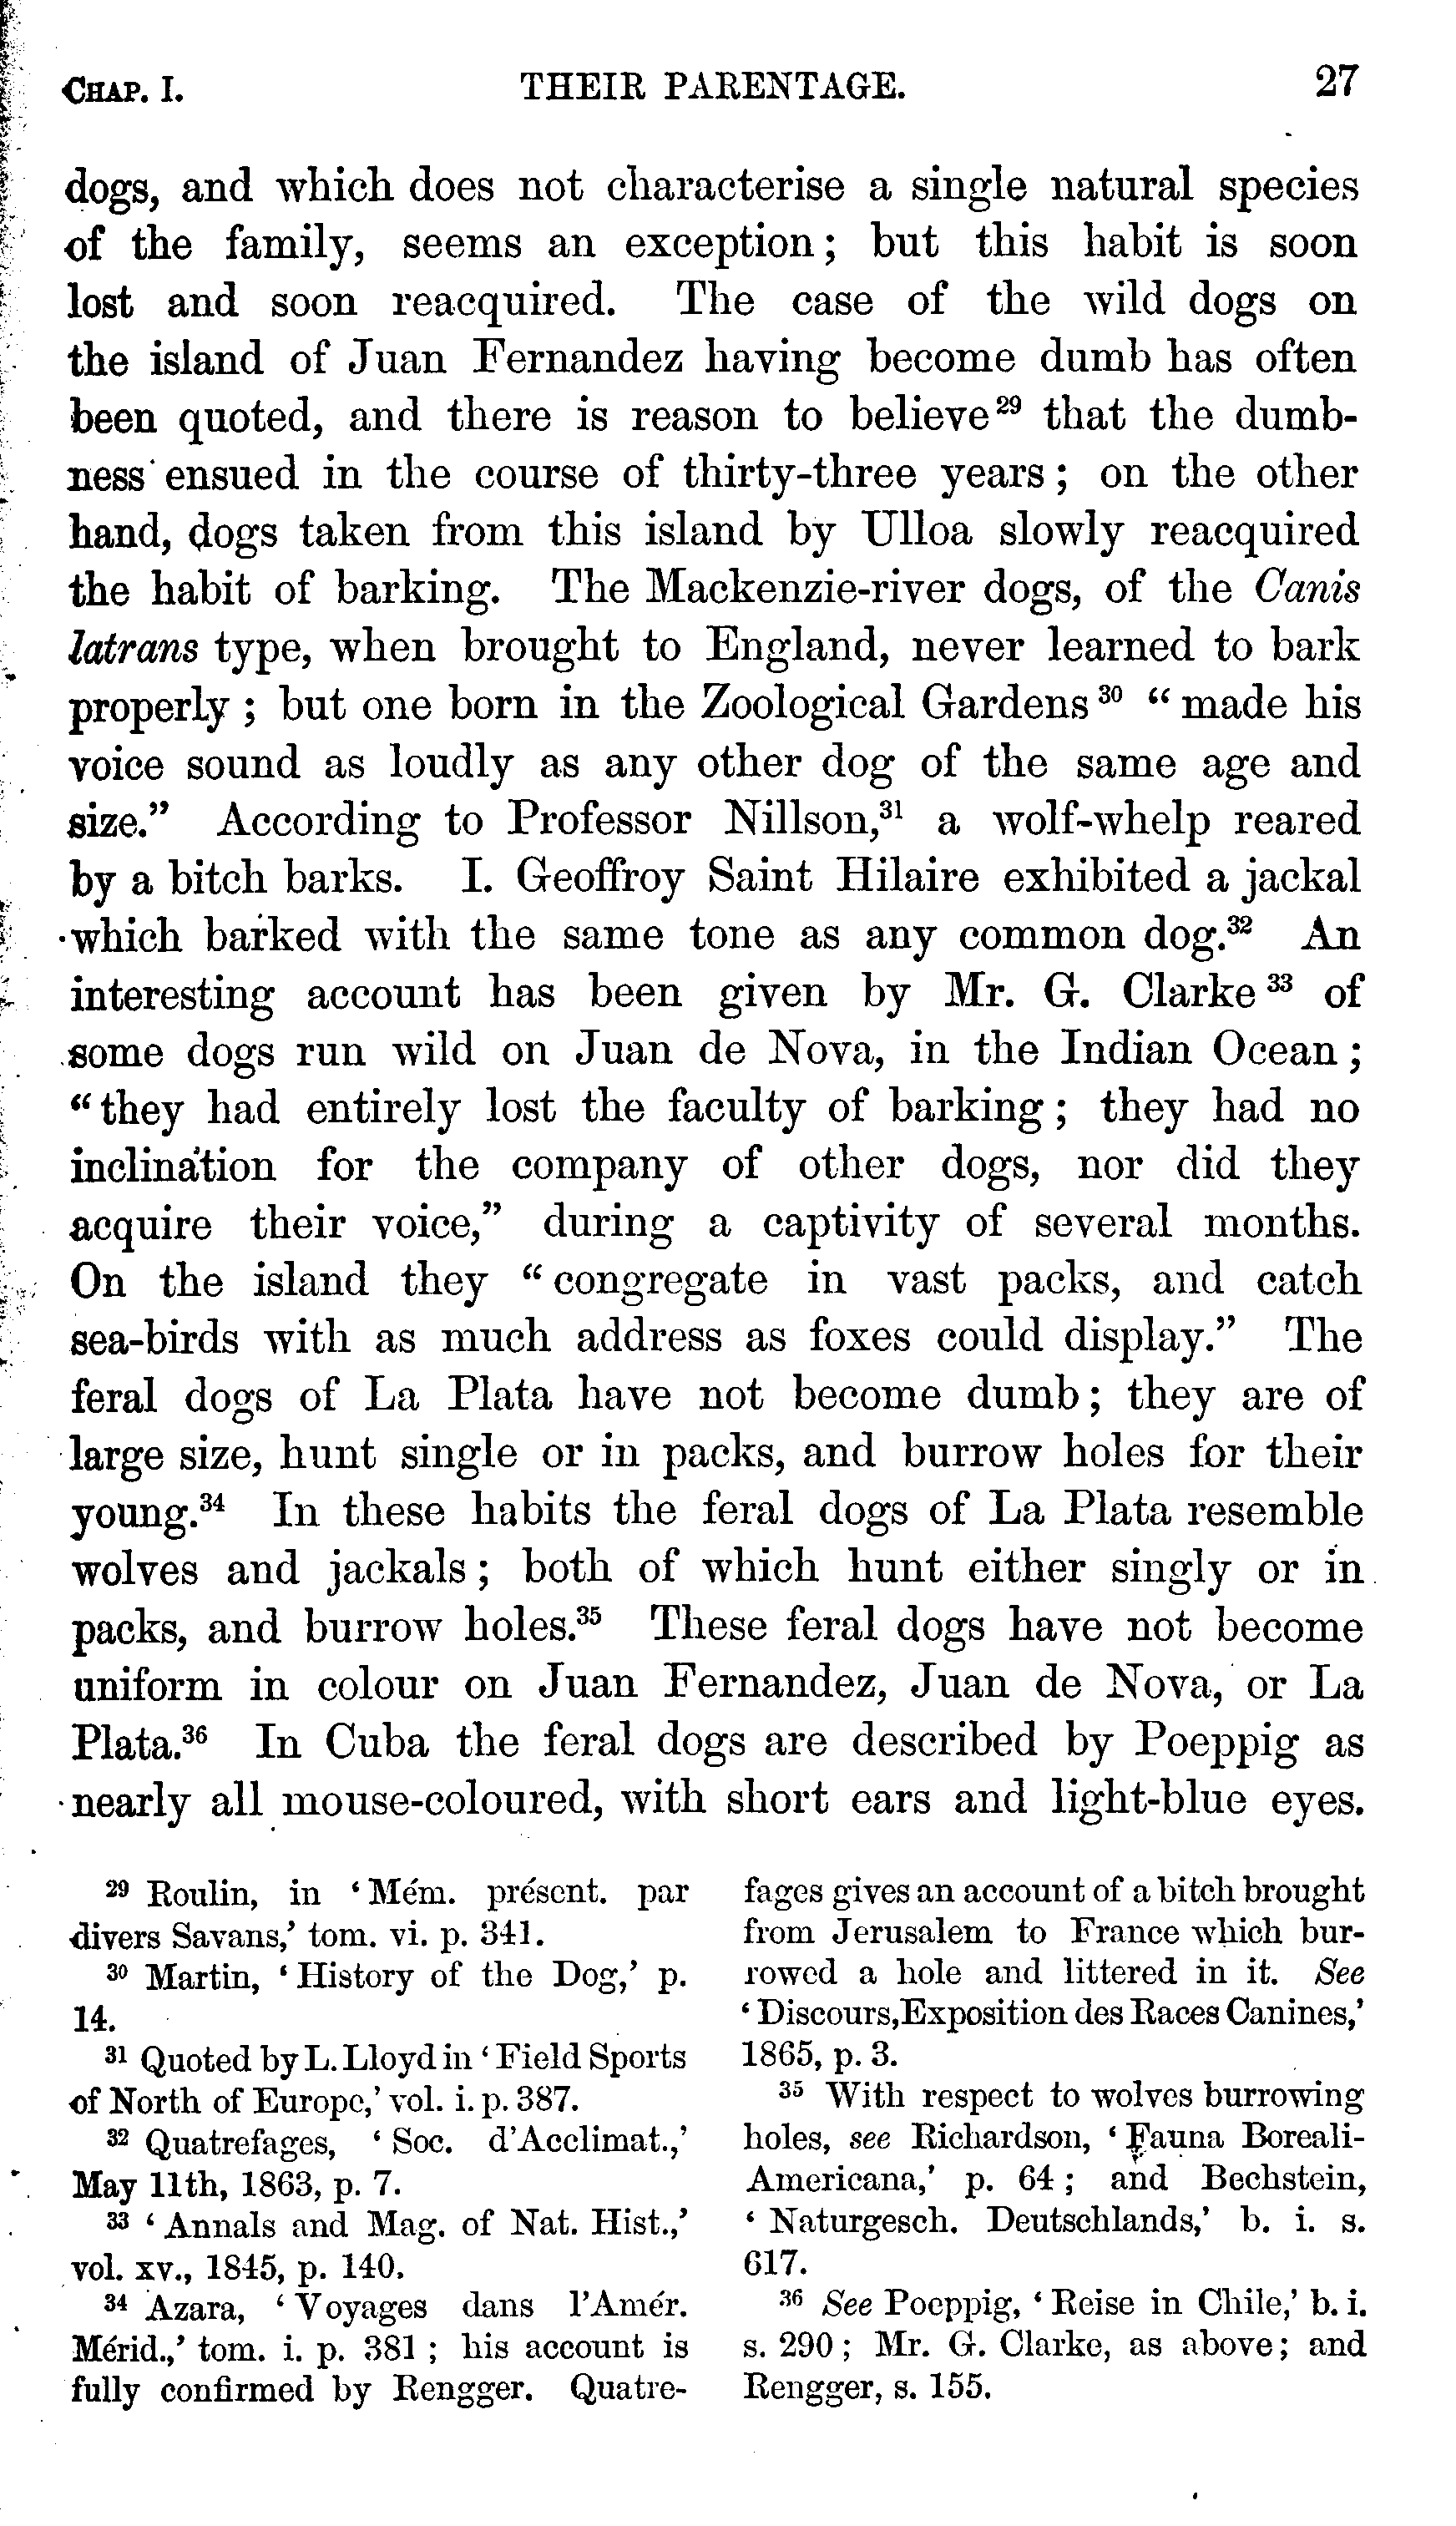 CHAP. I. THEIR PARENTAGE. 27
dogs, and which does not characterise a single natural species
of the family, seems an exception; but this habit is soon
lost and soon reacquired. The case of the wild dogs on
the island of Juan Fernandez having become dumb has often
been quoted, and there is reason to believe²⁹ that the dumb-
ness ensued in the course of thirty-three years; on the other
hand, dogs taken from this island by Ulloa slowly reacquired
the habit of barking. The Mackenzie-river dogs, of the Canis
latrans type, when brought to England, never learned to bark
properly; but one born in the Zoological Gardens³⁰ “made his
voice sound as loudly as any other dog of the same age and
size.” According to Professor Nillson,³¹ a wolf-whelp reared
by a bitch barks. I. Geoffroy Saint Hilaire exhibited a jackal
which barked with the same tone as any common dog.³² An
interesting account has been given by Mr. G. Clarke³³ of
some dogs run wild on Juan de Nova, in the Indian Ocean;
“they had entirely lost the faculty of barking; they had no
inclination for the company of other dogs, nor did they
acquire their voice,” during a captivity of several months.
On the island they “congregate in vast packs, and catch
sea-birds with as much address as foxes could display.” The
feral dogs of La Plata have not become dumb; they are of
large size, hunt single or in packs, and burrow holes for their
young.³⁴ In these habits the feral dogs of La Plata resemble
wolves and jackals; both of which hunt either singly or in
packs, and burrow holes.³⁵ These feral dogs have not become
uniform in colour on Juan Fernandez, Juan de Nova, or La
Plata.³⁶ In Cuba the feral dogs are described by Poeppig as
nearly all mouse-coloured, with short ears and light-blue eyes.
²⁹ Roulin, in ‘Mém. présent. par
divers Savans,’ tom. vi. p. 341.
³⁰ Martin, ‘History of the Dog,’ p.
14.
³¹ Quoted by L. Lloyd in ‘Field Sports
of North of Europe,’ vol. i. p. 387.
³² Quatrefages, ‘Soc. d’Acclimat.,’
May 11th, 1863, p. 7.
³³ ‘Annals and Mag. of Nat. Hist.,’
vol. xv., 1845, p. 140.
³⁴ Azara, ‘Voyages dans l’Amér.
Mérid.,’ tom. i. p. 381; his account is
fully confirmed by Rengger. Quatre-
fages gives an account of a bitch brought
from Jerusalem to France which bur-
rowed a hole and littered in it. See
‘Discours, Exposition des Races Canines,’
1865, p. 3.
³⁵ With respect to wolves burrowing
holes, see Richardson, ‘Fauna Boreali-
Americana,’ p. 64; and Bechstein,
‘Naturgesch. Deutschlands,’ b. i. s.
617.
³⁶ See Poeppig, ‘Reise in Chile,’ b. i.
s. 290; Mr. G. Clarke, as above; and
Rengger, s. 155.